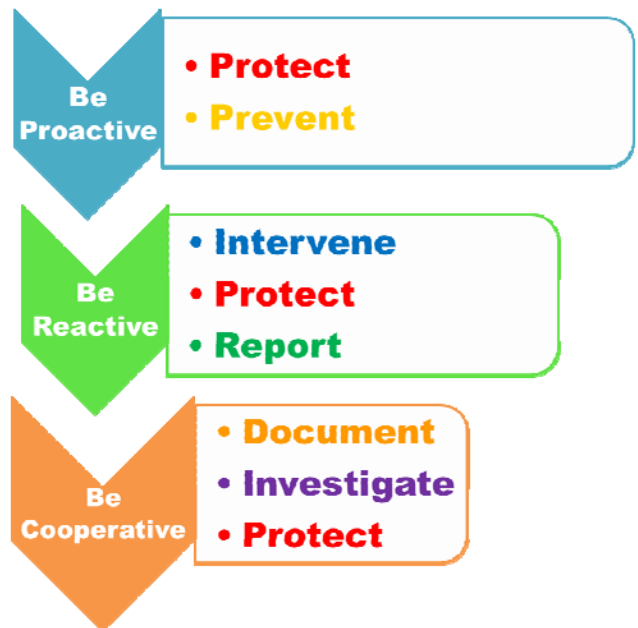 Be
Proactive
• Protect
• Prevent
Be
Reactive
• Intervene
• Protect
• Report
Be
Cooperative
• Document
• Investigate
• Protect